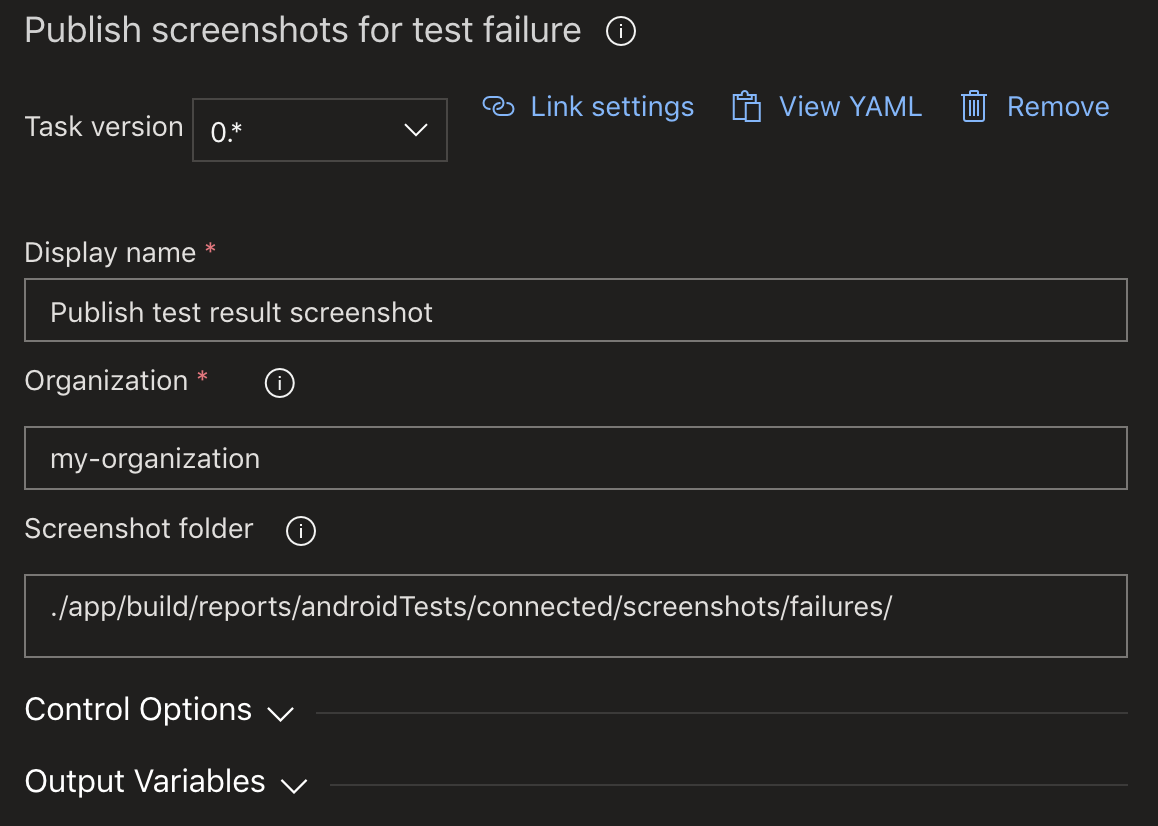 Publish screenshots for test failure
Task version 0.* Link settings View YAML Remove
Display name *
Publish test result screenshot
Organization *
my-organization
Screenshot folder
./app/build/reports/androidTests/connected/screenshots/failures/
Control Options
Output Variables